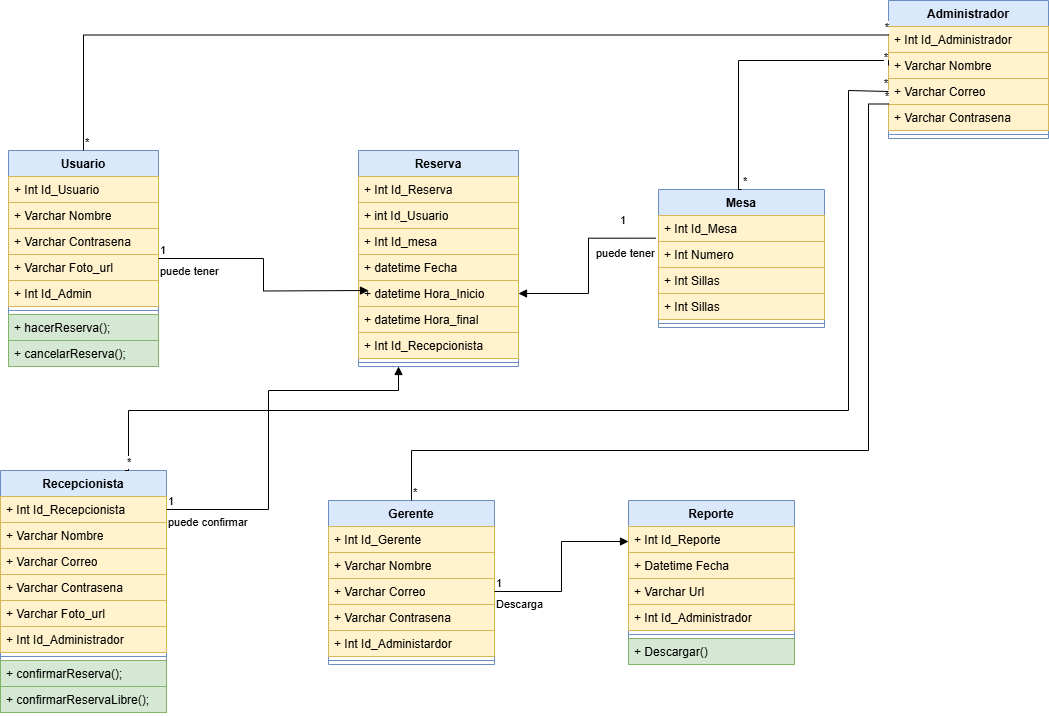 Administrador
+ Int Id_Administrador
+ Varchar Nombre
+ Varchar Correo
+ Varchar Contrasena
*
*
*
*
*
*
Usuario
+ Int Id_Usuario
+ Varchar Nombre
+ Varchar Contrasena
+ Varchar Foto_url
+ Int Id_Admin
+ hacerReserva();
+ cancelarReserva();
1
puede tener
Reserva
+ Int Id_Reserva
+ int Id_Usuario
+ Int Id_mesa
+ datetime Fecha
+ datetime Hora_Inicio
+ datetime Hora_final
+ Int Id_Recepcionista
1
puede tener
Mesa
+ Int Id_Mesa
+ Int Numero
+ Int Sillas
+ Int Sillas
*
Recepcionista
+ Int Id_Recepcionista
+ Varchar Nombre
+ Varchar Correo
+ Varchar Contrasena
+ Varchar Foto_url
+ Int Id_Administrador
+ confirmarReserva();
+ confirmarReservaLibre();
1
puede confirmar
*
Gerente
+ Int Id_Gerente
+ Varchar Nombre
+ Varchar Correo
+ Varchar Contrasena
+ Int Id_Administardor
1
Descarga
Reporte
+ Int Id_Reporte
+ Datetime Fecha
+ Varchar Url
+ Int Id_Administrador
+ Descargar()